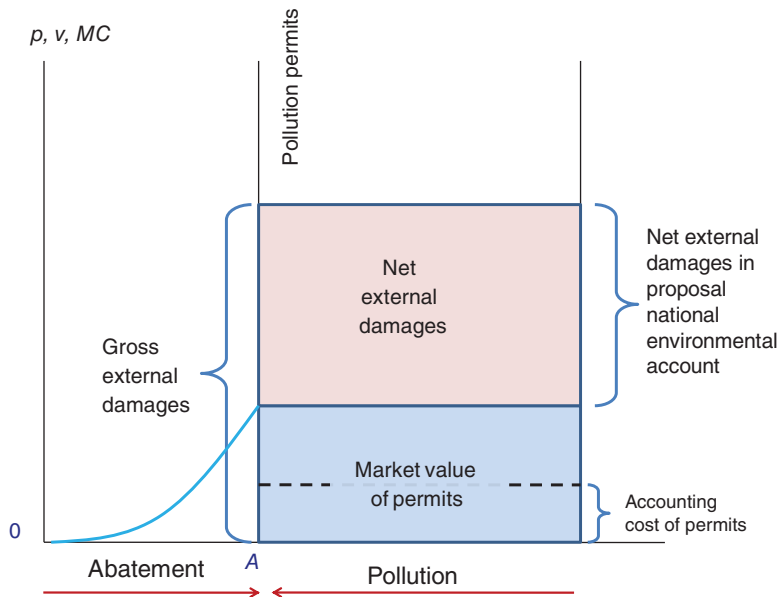 p, v, MC
Pollution permits
Net
external
damages
Net external
damages in
proposal
national
environmental
account
Gross
external
damages
Market value
of permits
Accounting
cost of permits
0
A
Abatement
Pollution